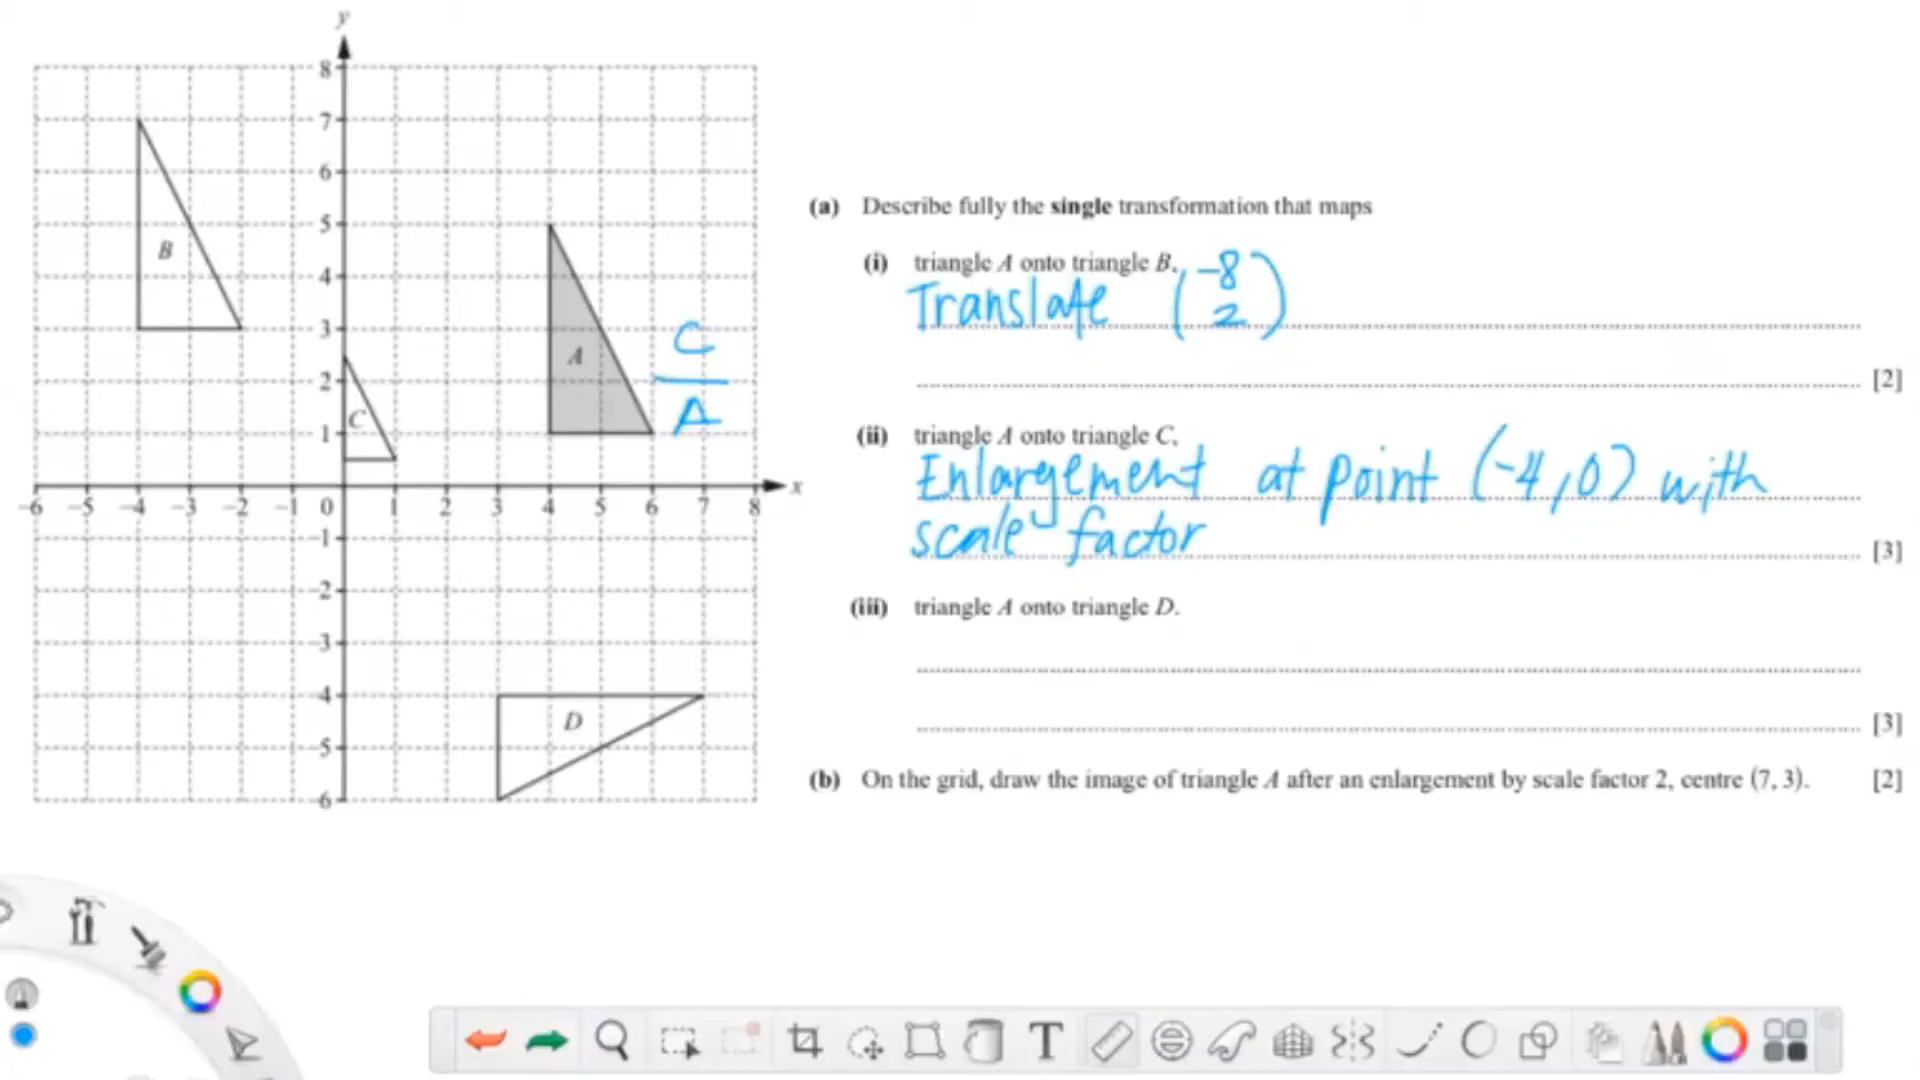 y
8
7
6
5
4
3
2
1
B
C
A
C
A
-6 -5 -4 -3 -2 -1 0 1 2 3 4 5 6 7 8 x
-1
-2
-3
-4
-5
-6
D
(a) Describe fully the single transformation that maps
(i) triangle A onto triangle B,
Translate (-8 2)
[2]
(ii) triangle A onto triangle C,
Enlargement at point (-4,0) with
scale factor
[3]
(iii) triangle A onto triangle D.
[3]
(b) On the grid, draw the image of triangle A after an enlargement by scale factor 2, centre (7, 3). [2]
T